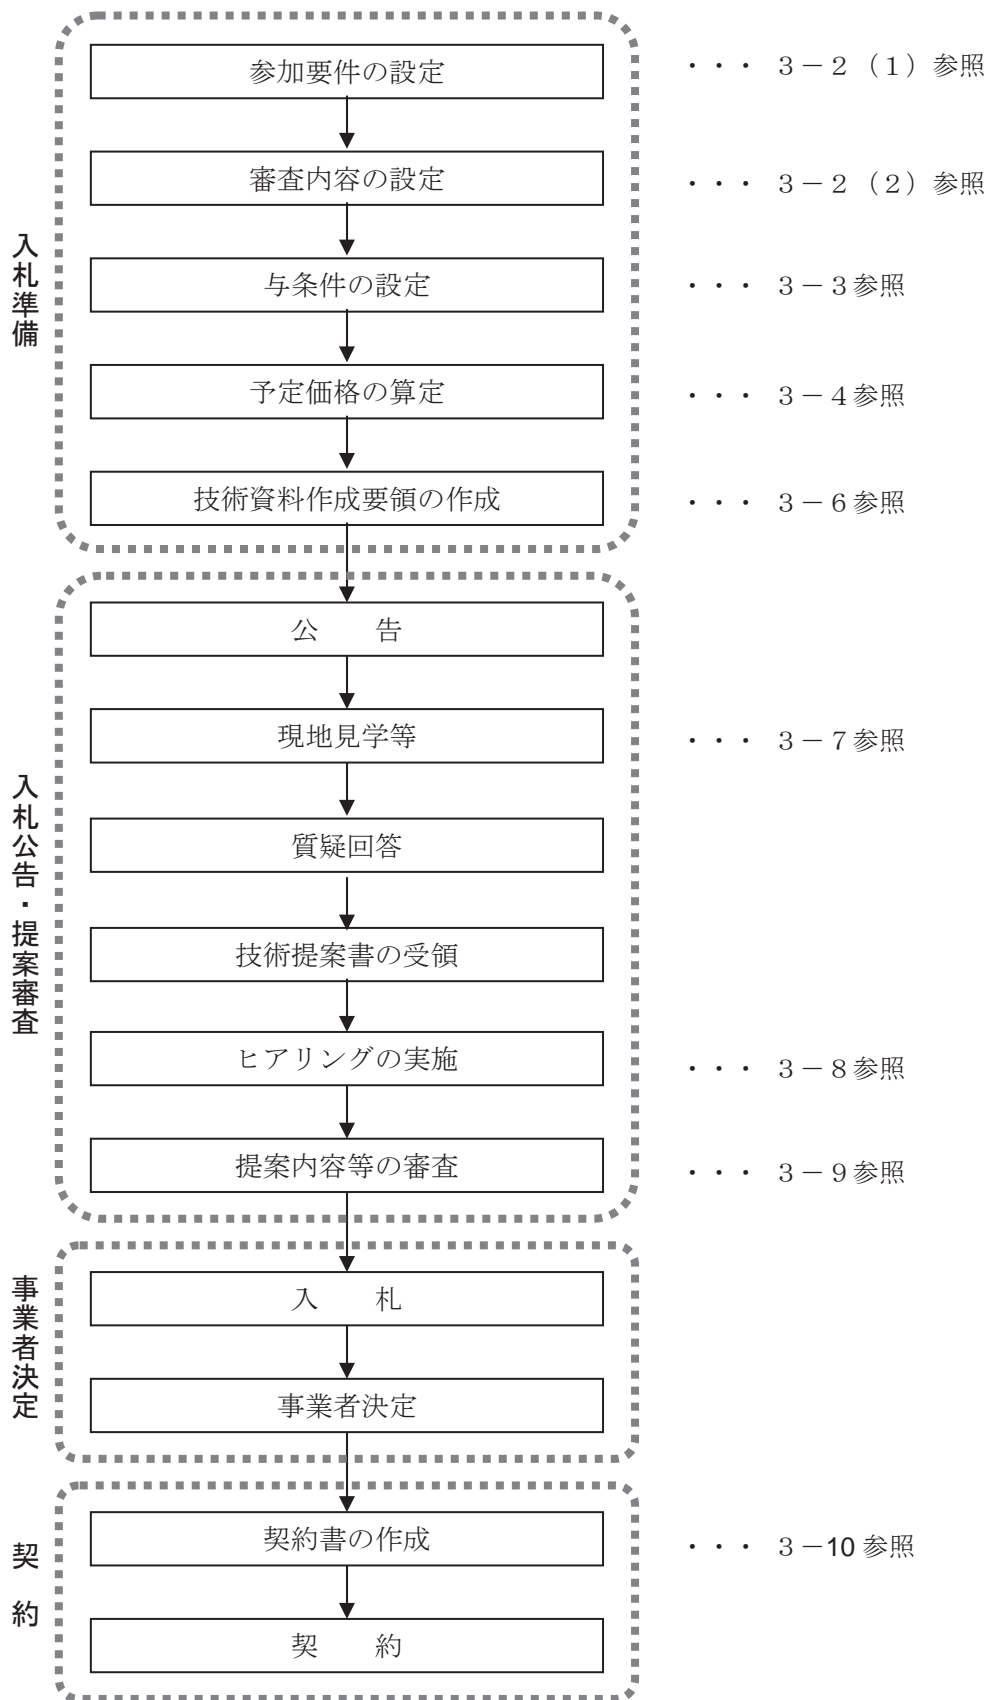 入札準備
参加要件の設定 ・・・ ３－２（１）参照
審査内容の設定 ・・・ ３－２（２）参照
与条件の設定 ・・・ ３－３参照
予定価格の算定 ・・・ ３－４参照
技術資料作成要領の作成 ・・・ ３－６参照
入札公告・提案審査
公　　告
現地見学等 ・・・ ３－７参照
質疑回答
技術提案書の受領
ヒアリングの実施 ・・・ ３－８参照
提案内容等の審査 ・・・ ３－９参照
事業者決定
入　　札
事業者決定
契　約
契約書の作成 ・・・ ３－10 参照
契　　約